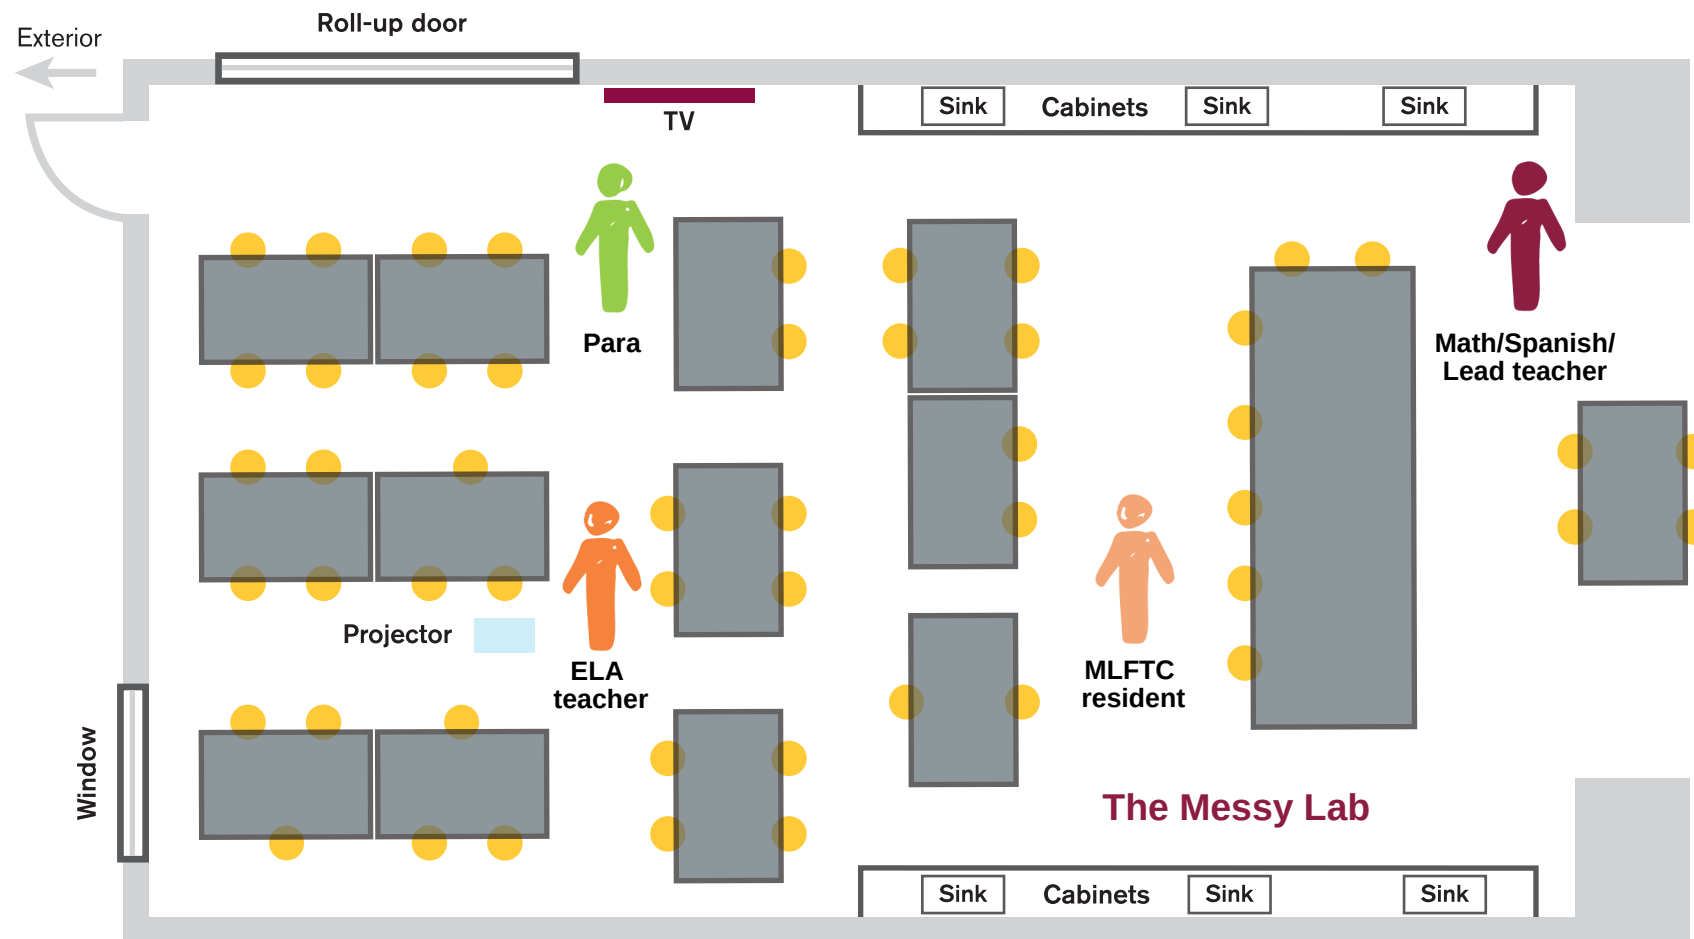 Roll-up door
Exterior
TV
Sink
Cabinets
Sink
Sink
Para
Math/Spanish/
Lead teacher
Projector
ELA
teacher
MLFTC
resident
Window
The Messy Lab
Sink
Cabinets
Sink
Sink